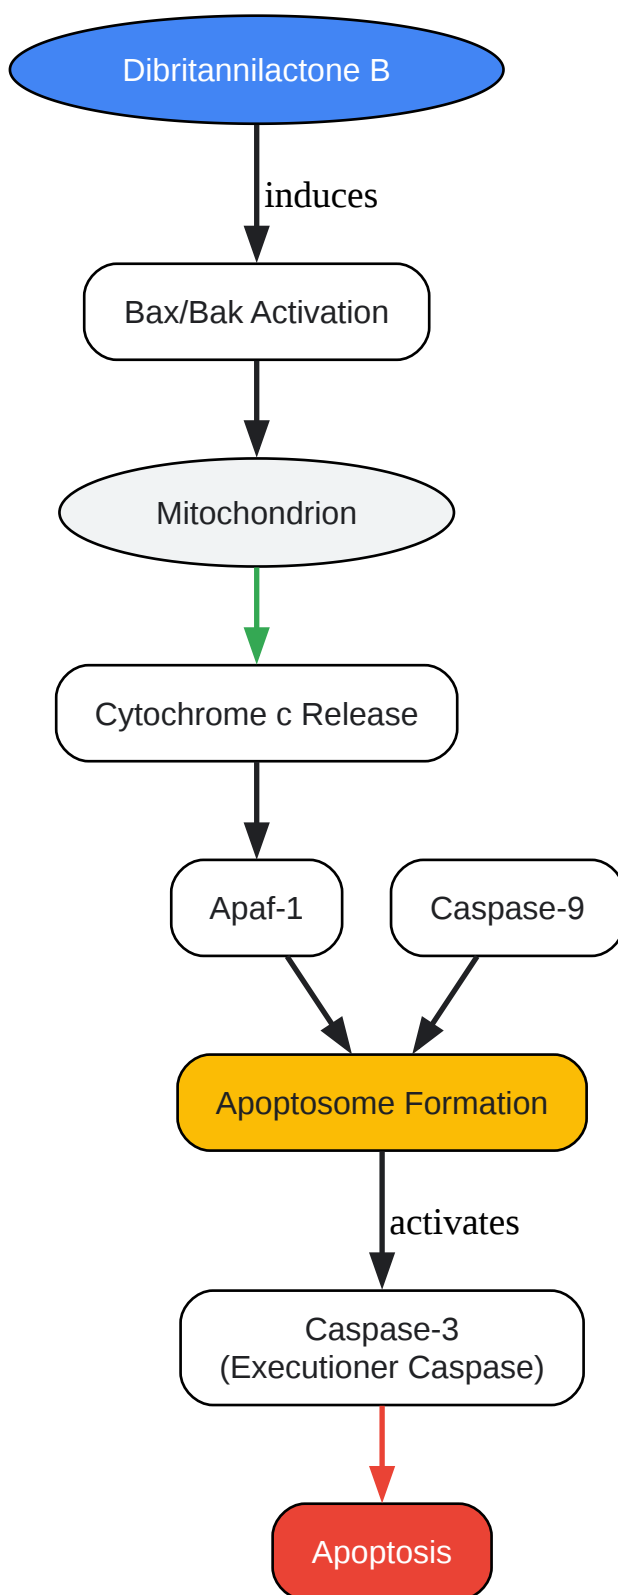 Dibritannilactone B
induces
Bax/Bak Activation
Mitochondrion
Cytochrome c Release
Apaf-1
Caspase-9
Apoptosome Formation
activates
Caspase-3
(Executioner Caspase)
Apoptosis